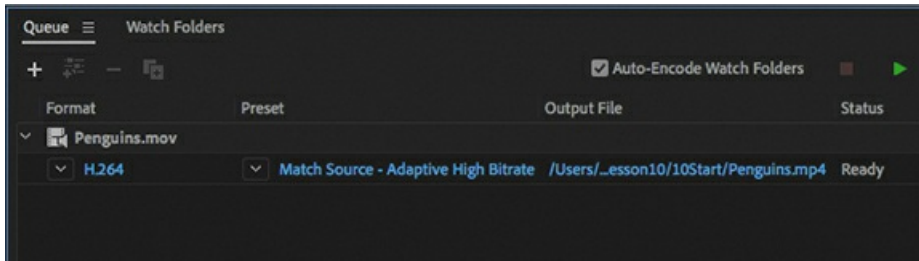 Queue Watch Folders
Auto-Encode Watch Folders
Format Preset Output File Status
Penguins.mov
H.264 Match Source - Adaptive High Bitrate /Users/...esson10/10Start/Penguins.mp4 Ready